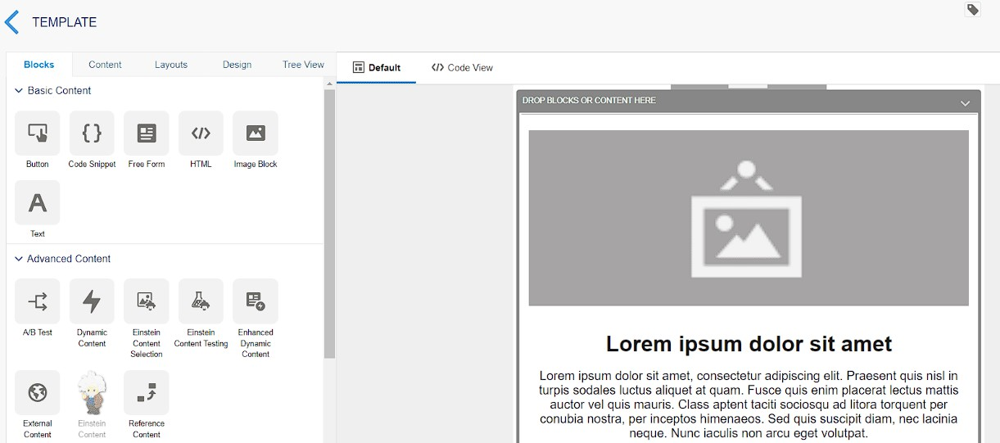 TEMPLATE
Blocks
Content
Layouts
Design
Tree View
Default
Code View
Basic Content
Button
Code Snippet
Free Form
HTML
Image Block
Text
Advanced Content
A/B Test
Dynamic
Content
Einstein
Content
Selection
Einstein
Content Testing
Enhanced
Dynamic
Content
External
Content
Einstein
Content
Reference
Content
DROP BLOCKS OR CONTENT HERE
Lorem ipsum dolor sit amet
Lorem ipsum dolor sit amet, consectetur adipiscing elit. Praesent quis nisl in
turpis sodales luctus aliquet at quam. Fusce quis enim placerat lectus mattis
auctor vel quis mauris. Class aptent taciti sociosqu ad litora torquent per
conubia nostra, per inceptos himenaeos. Sed quis suscipit diam, nec lacinia
neque. Nunc iaculis non arcu eget volutpat.